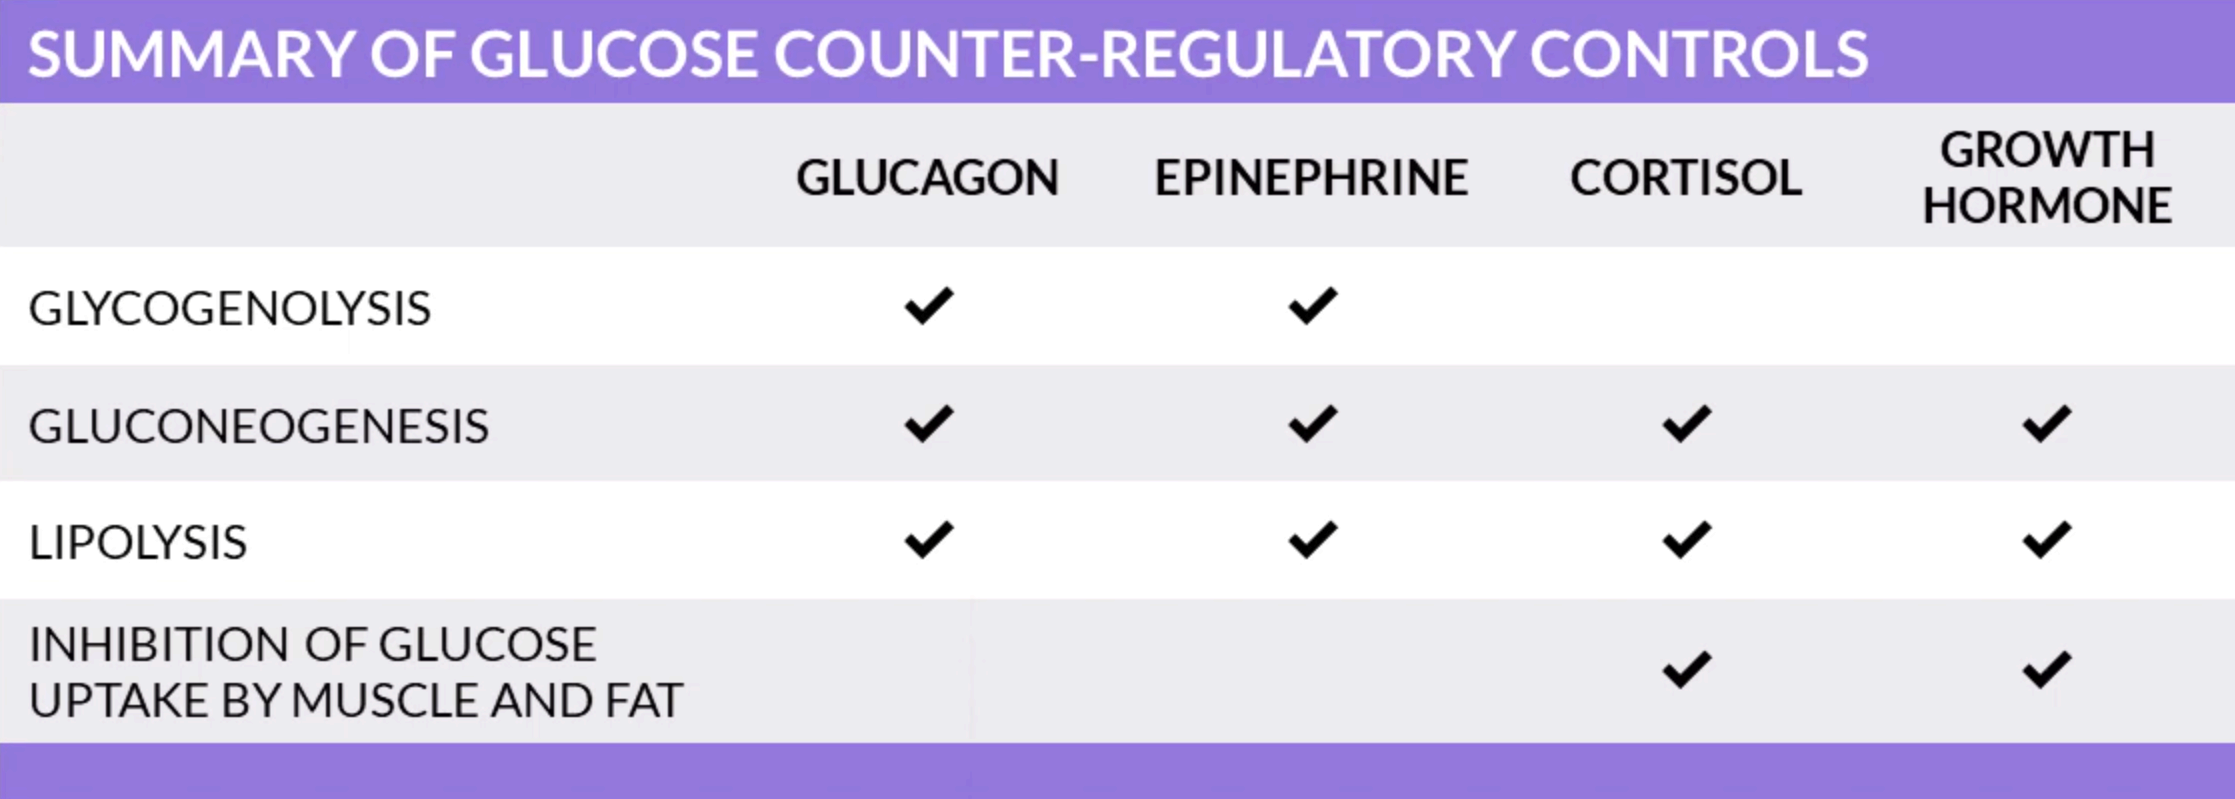 SUMMARY OF GLUCOSE COUNTER-REGULATORY CONTROLS
GLUCAGON EPINEPHRINE CORTISOL GROWTH HORMONE
GLYCOGENOLYSIS ✔ ✔
GLUCONEOGENESIS ✔ ✔ ✔ ✔
LIPOLYSIS ✔ ✔ ✔ ✔
INHIBITION OF GLUCOSE
UPTAKE BY MUSCLE AND FAT ✔ ✔